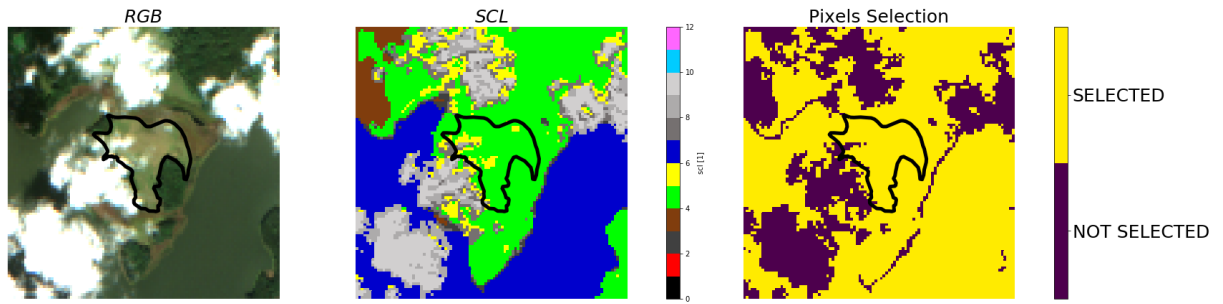 RGB
SCL
Pixels Selection
12
10
8
6
4
2
0
scl [1]
SELECTED
NOT SELECTED